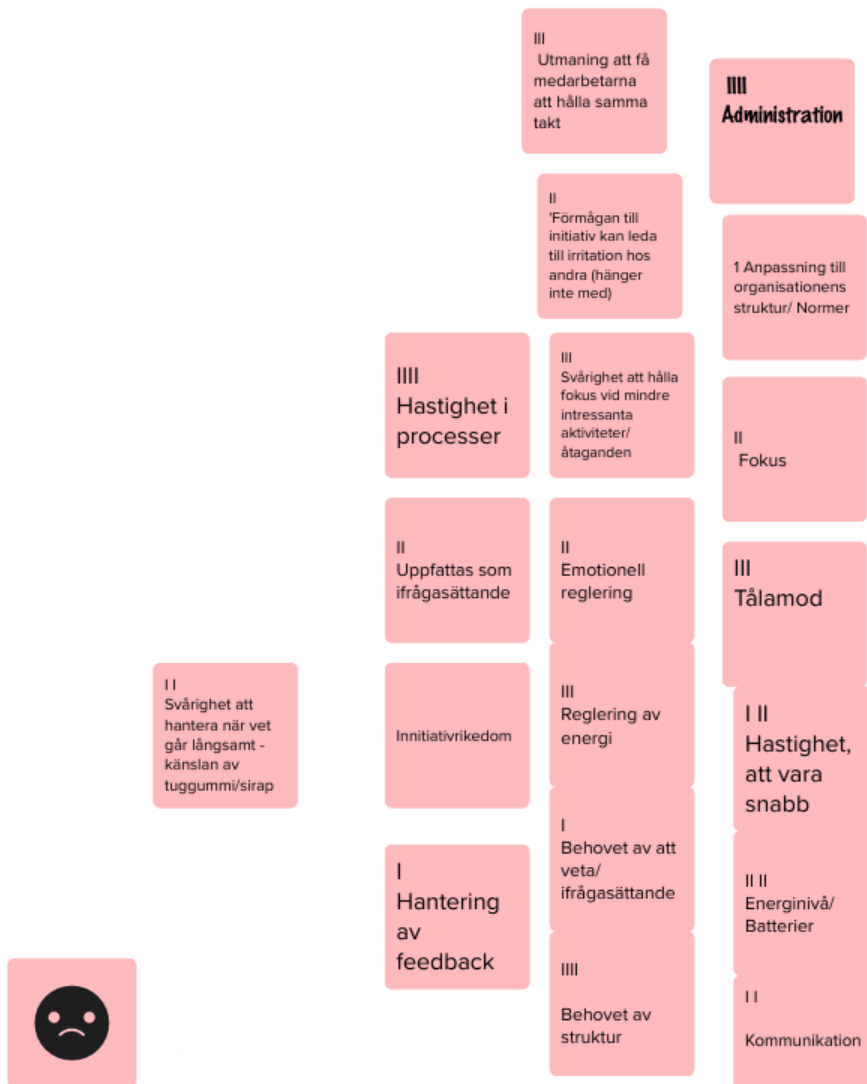 III
Utmaning att få
medarbetarna
att hålla samma
takt
IIII
Administration
II
'Förmågan till
initiativ kan leda
till irritation hos
andra (hänger
inte med)
1 Anpassning till
organisationens
struktur/ Normer
IIII
Hastighet i
processer
III
Svårighet att hålla
fokus vid mindre
intressanta
aktiviteter/
åtaganden
II
Fokus
II
Uppfattas som
ifrågasättande
II
Emotionell
reglering
III
Tålamod
I I
Svårighet att
hantera när vet
går långsamt -
känslan av
tuggummi/sirap
Innitiativrikedom
III
Reglering av
energi
I II
Hastighet,
att vara
snabb
I
Hantering
av
feedback
I
Behovet av att
veta/
ifrågasättande
II II
Energinivå/
Batterier
IIII
Behovet av
struktur
I I
Kommunikation